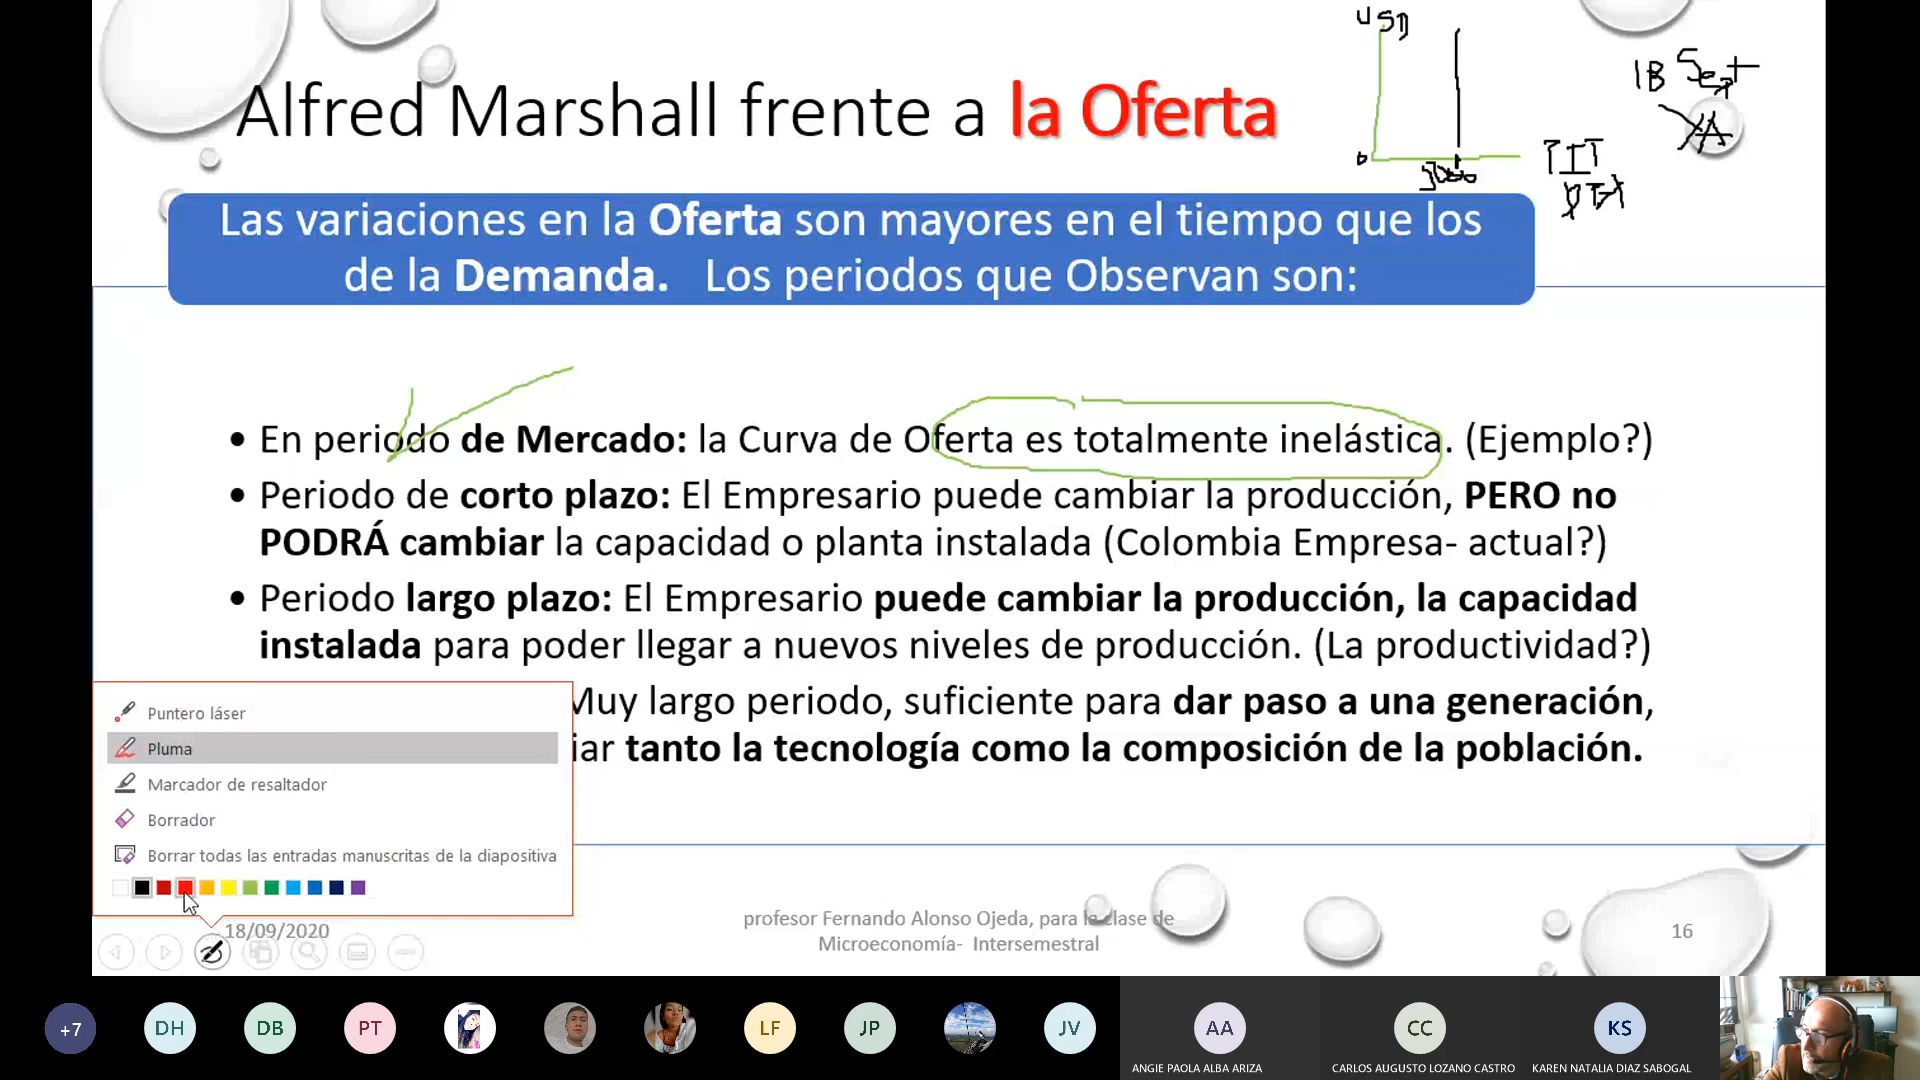 USD
18 Sept
Alfred Marshall frente a la Oferta
0
Las variaciones en la Oferta son mayores en el tiempo que los
de la Demanda. Los periodos que Observan son:
• En periodo de Mercado: la Curva de Oferta es totalmente inelástica. (Ejemplo?)
• Periodo de corto plazo: El Empresario puede cambiar la producción, PERO no
PODRÁ cambiar la capacidad o planta instalada (Colombia Empresa- actual?)
• Periodo largo plazo: El Empresario puede cambiar la producción, la capacidad
instalada para poder llegar a nuevos niveles de producción. (La productividad?)
Muy largo periodo, suficiente para dar paso a una generación,
iar tanto la tecnología como la composición de la población.
Puntero láser
Pluma
Marcador de resaltador
Borrador
Borrar todas las entradas manuscritas de la diapositiva
18/09/2020
profesor Fernando Alonso Ojeda, para la clase de
Microeconomía- Intersemestral
16
+7
DH
DB
PT
LF
JP
JV
AA
CC
KS
ANGIE PAOLA ALBA ARIZA
CARLOS AUGUSTO LOZANO CASTRO
KAREN NATALIA DIAZ SABOGAL